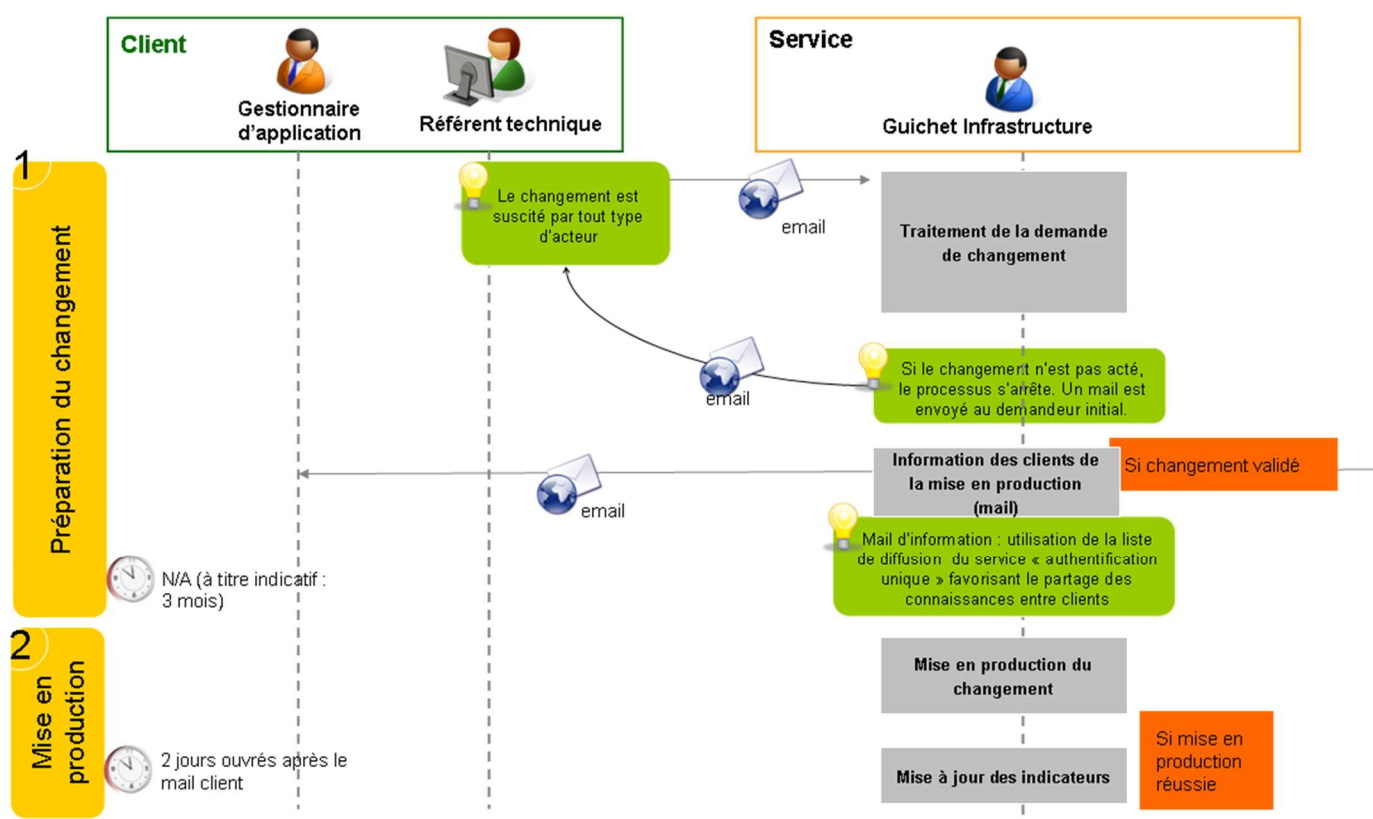 Client
Service
Gestionnaire
d'application
Référent technique
Guichet Infrastructure
1
Préparation du changement
Le changement est
suscité par tout type
d'acteur
email
Traitement de la demande
de changement
Si le changement n'est pas acté,
le processus s'arrête. Un mail est
envoyé au demandeur initial.
email
Information des clients de
la mise en production
(mail)
Si changement validé
email
Mail d'information : utilisation de la liste
de diffusion du service « authentification
unique » favorisant le partage des
connaissances entre clients
N/A (à titre indicatif :
3 mois)
2
Mise en
production
Mise en production du
changement
2 jours ouvrés après le
mail client
Mise à jour des indicateurs
Si mise en
production
réussie